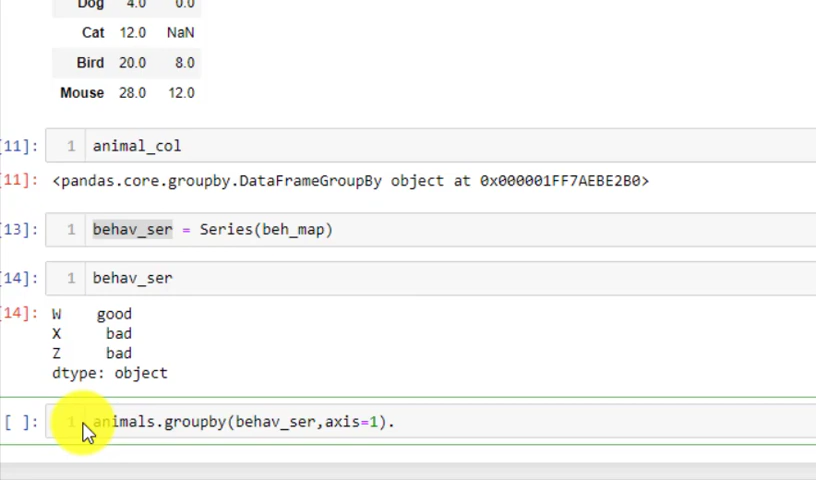 Dog 4.0 0.0
Cat 12.0 NaN
Bird 20.0 8.0
Mouse 28.0 12.0
[11]: 1 animal_col
[11]: <pandas.core.groupby.DataFrameGroupBy object at 0x000001FF7AEBE2B0>
[13]: 1 behav_ser = Series(beh_map)
[14]: 1 behav_ser
[14]: W good
X bad
Z bad
dtype: object
[ ]: 1 animals.groupby(behav_ser,axis=1).